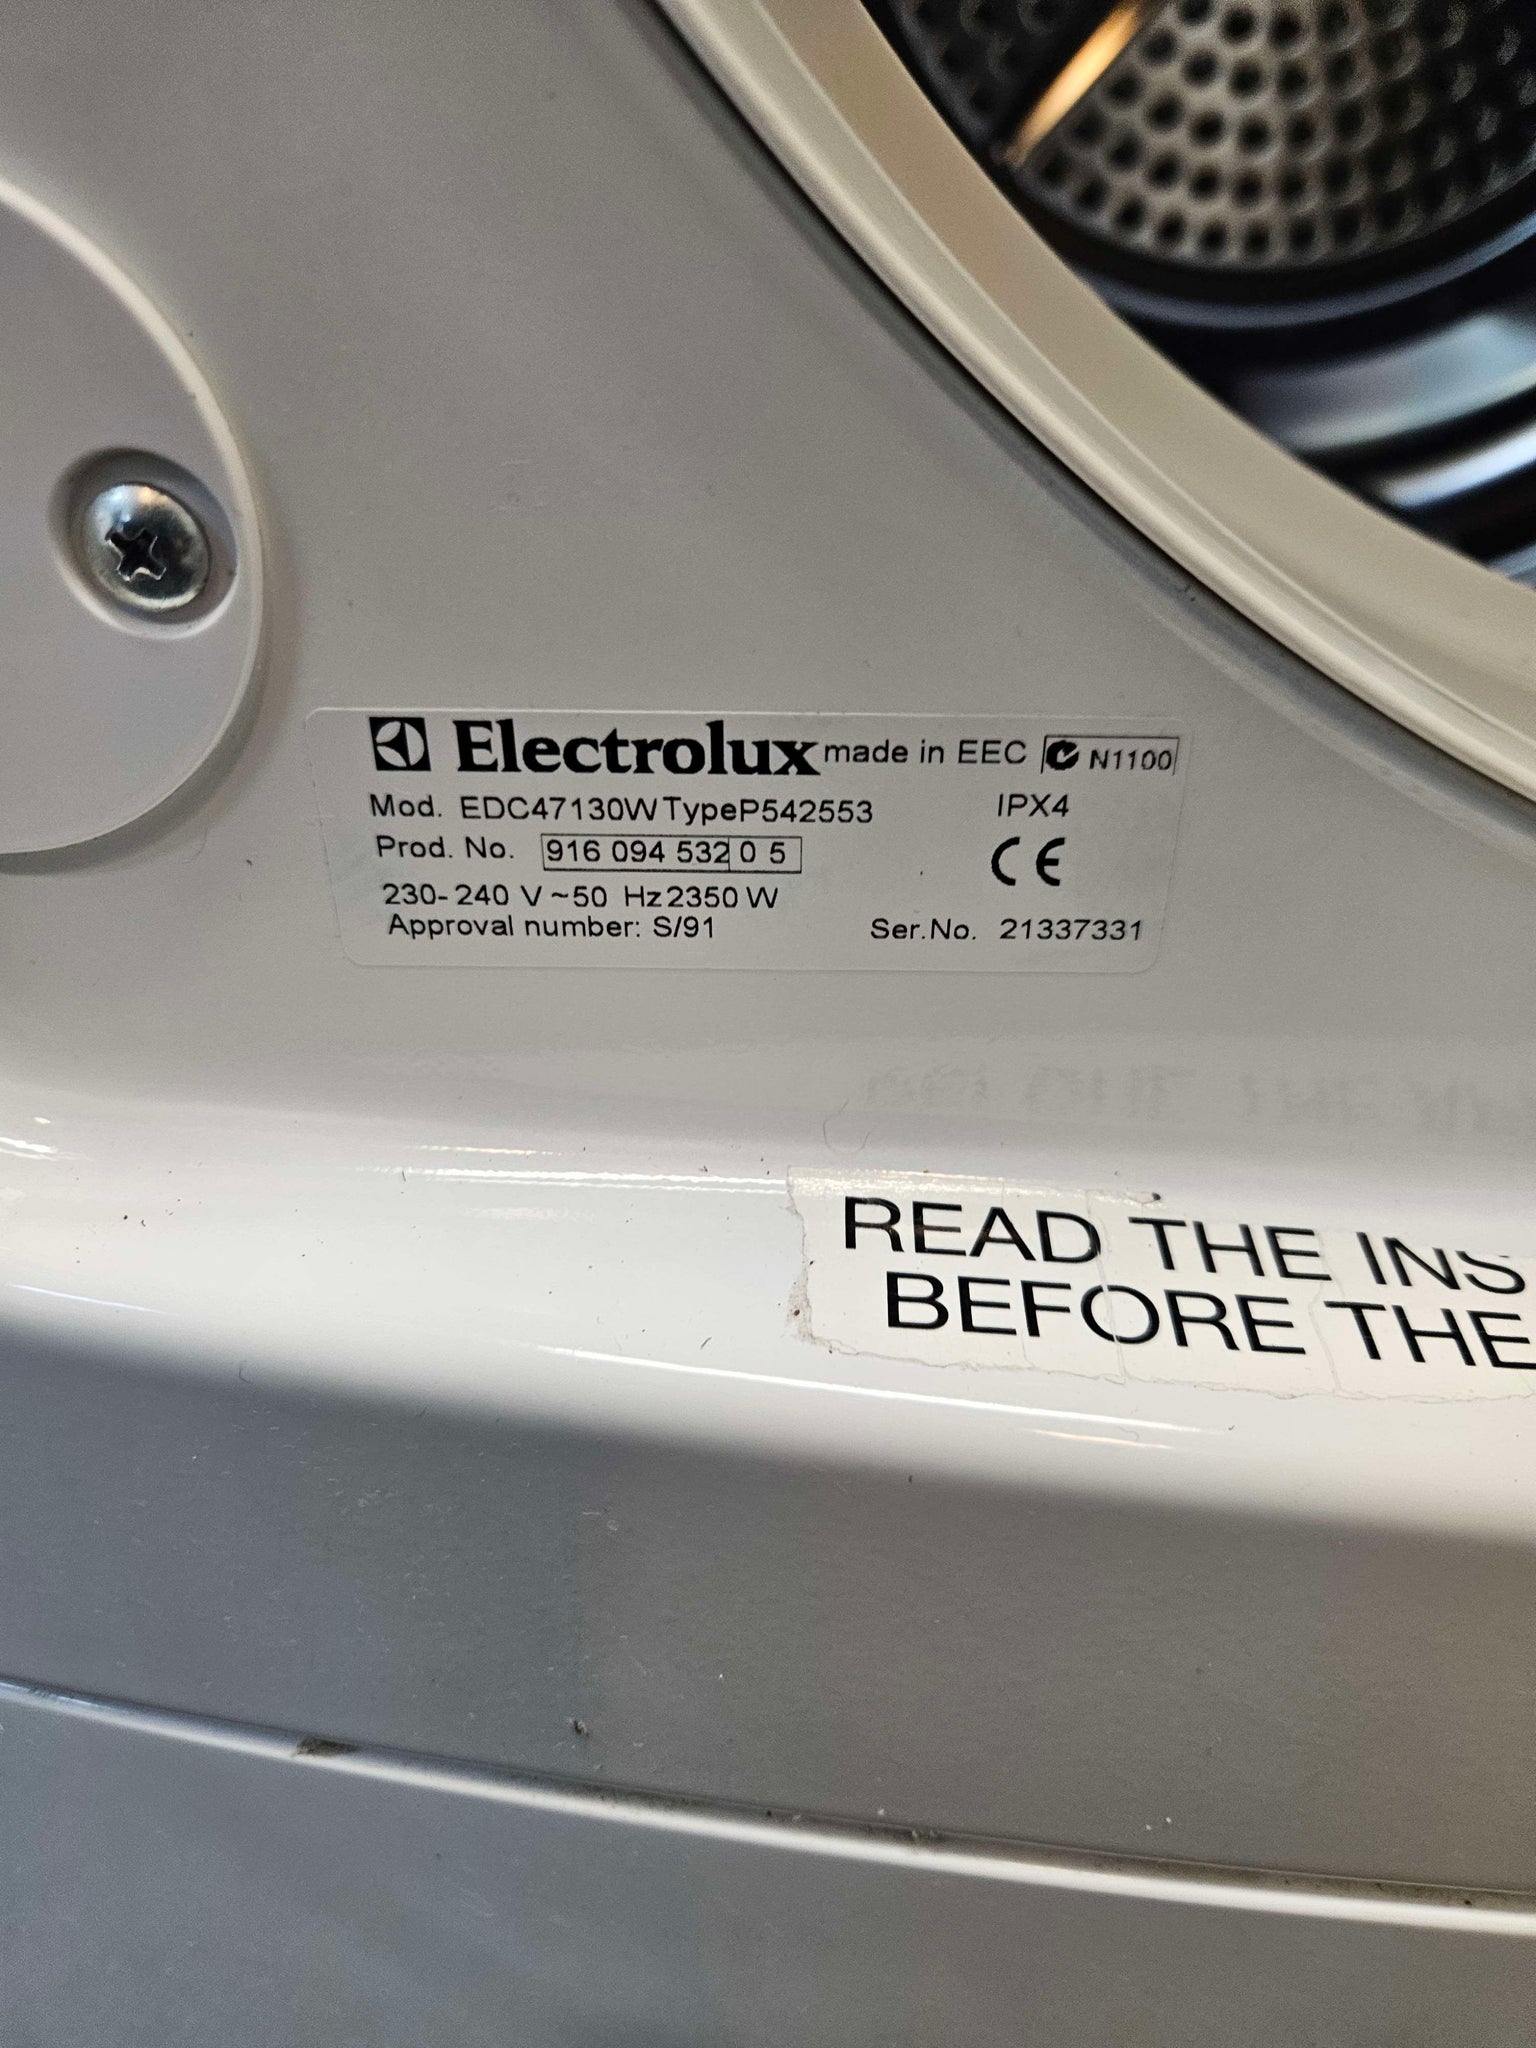 Electrolux made in EEC N1100
Mod. EDC47130W TypeP542553 IPX4
Prod. No. 916 094 532 0 5 CE
230-240 V ~50 Hz 2350 W
Approval number: S/91 Ser.No. 21337331
READ THE INS
BEFORE THE